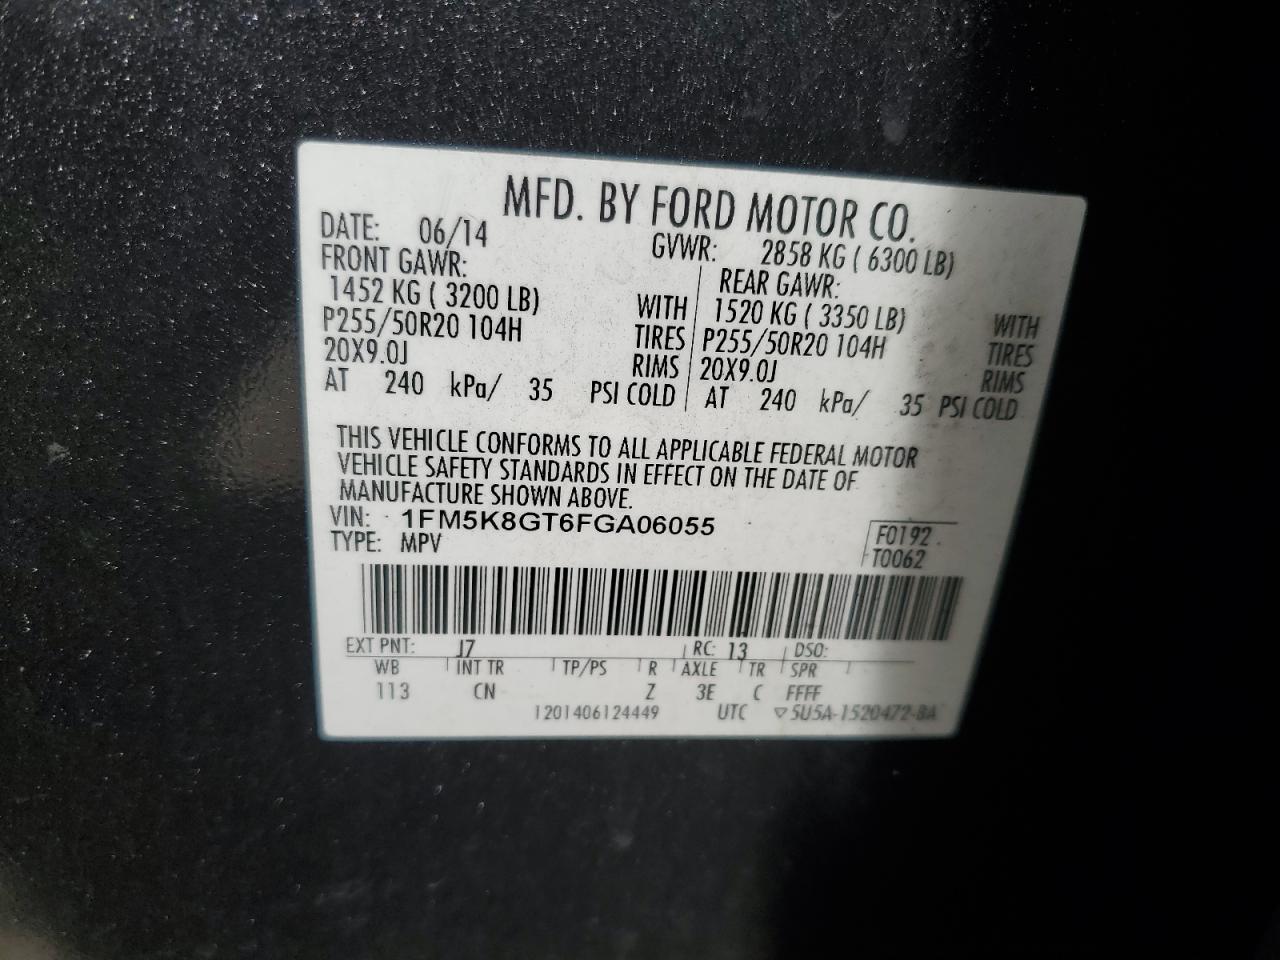 MFD. BY FORD MOTOR CO.
DATE: 06/14 GVWR: 2858 KG ( 6300 LB)
FRONT GAWR: REAR GAWR:
1452 KG ( 3200 LB) WITH 1520 KG ( 3350 LB) WITH
P255/50R20 104H TIRES P255/50R20 104H TIRES
20X9.0J RIMS 20X9.0J RIMS
AT 240 kPa/ 35 PSI COLD AT 240 kPa/ 35 PSI COLD
THIS VEHICLE CONFORMS TO ALL APPLICABLE FEDERAL MOTOR
VEHICLE SAFETY STANDARDS IN EFFECT ON THE DATE OF
MANUFACTURE SHOWN ABOVE.
VIN: 1FM5K8GT6FGA06055 F0192
TYPE: MPV T0062
EXT PNT: J7 RC: 13 DSO:
WB INT TR TP/PS R AXLE TR SPR
113 CN Z 3E C FFFF
1201406124449 UTC ▽5U5A-1520472-BA